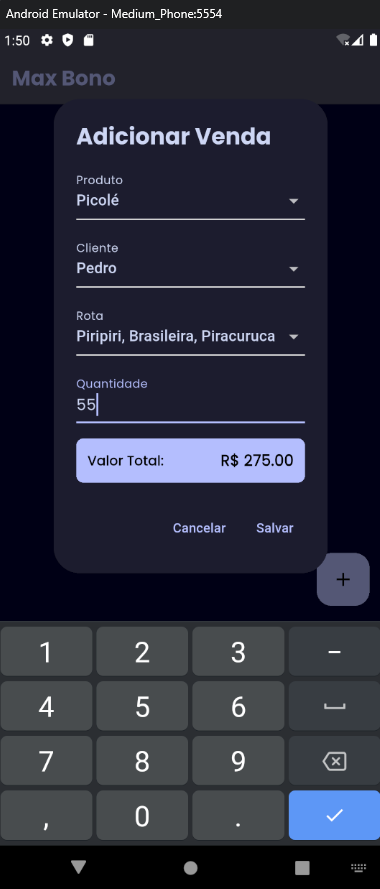 Android Emulator - Medium_Phone:5554
1:50
Max Bono
Adicionar Venda
Produto
Picolé
Cliente
Pedro
Rota
Piripiri, Brasileira, Piracuruca
Quantidade
55
Valor Total: R$ 275.00
Cancelar Salvar
+
1 2 3 -
4 5 6
7 8 9
, 0 .